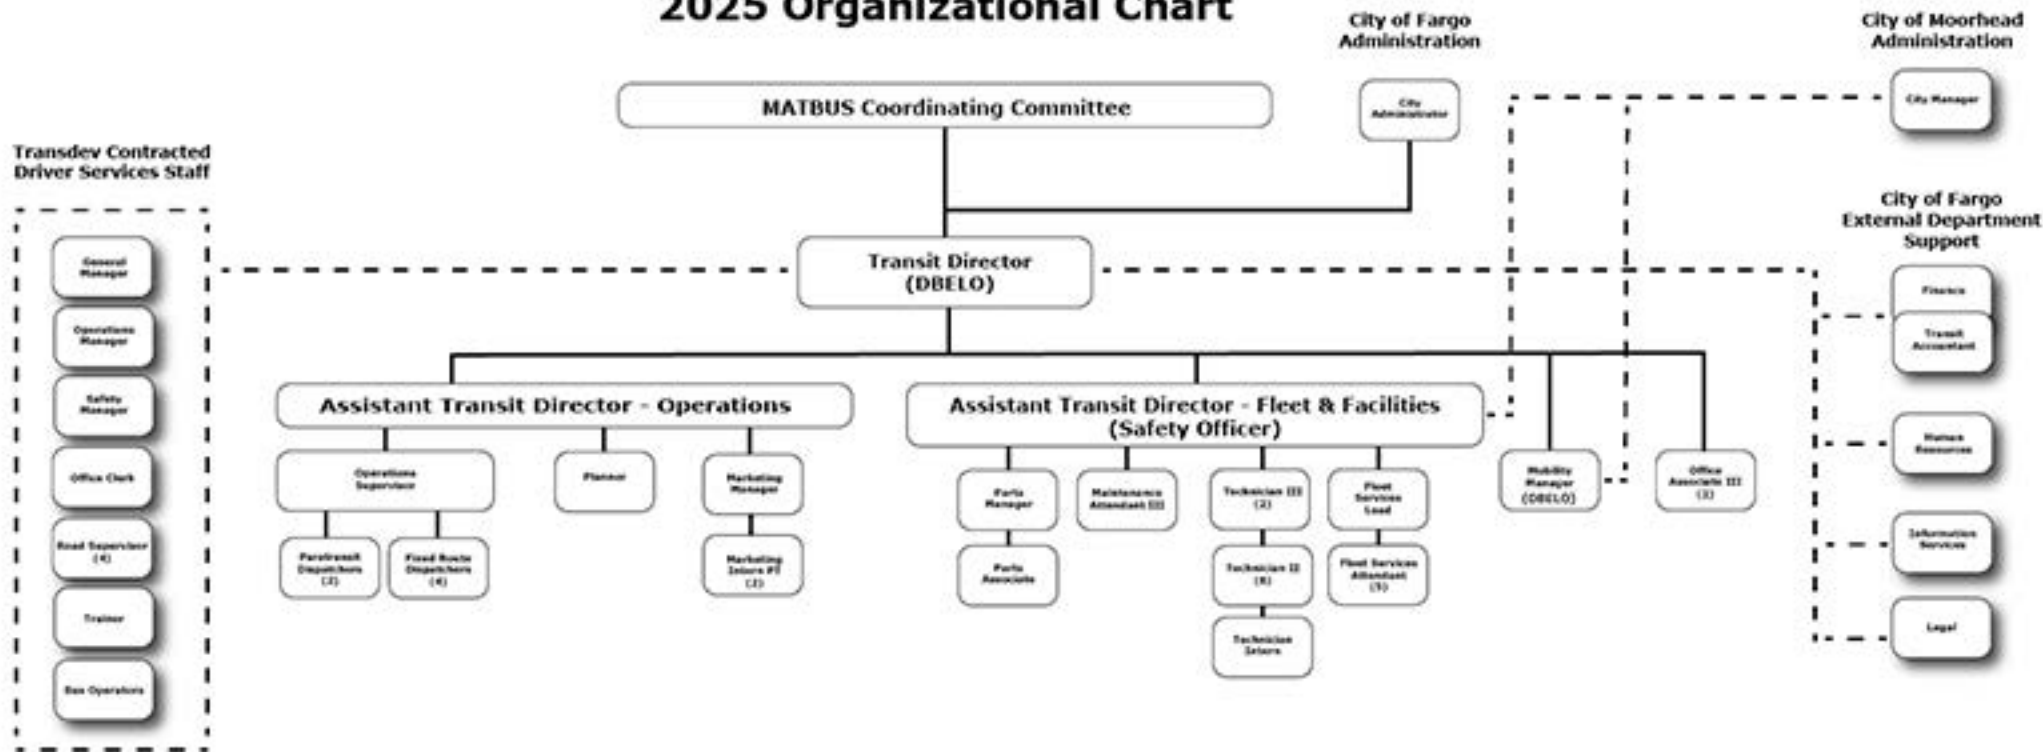 2025 Organizational Chart
City of Fargo
Administration
City of Moorhead
Administration
MATBUS Coordinating Committee
City
Administrator
City Manager
Transdev Contracted
Driver Services Staff
City of Fargo
External Department
Support
General
Manager
Transit Director
(DBELO)
Finance
Operations
Manager
Transit
Accountant
Safety
Manager
Assistant Transit Director - Operations
Assistant Transit Director - Fleet & Facilities
(Safety Officer)
Human
Resources
Office Clerk
Operations
Supervisor
Planner
Marketing
Manager
Parts
Manager
Maintenance
Attendant III
Technician III
(2)
Fleet
Services
Lead
Mobility
Manager
(DBELO)
Office
Associate III
Road Supervisor
(4)
Paratransit
Dispatchers
(2)
Fixed Route
Dispatchers
(4)
Marketing
Intern PT
(2)
Parts
Associate
Technician II
Fleet Services
Attendant
(5)
Information
Services
Trainer
Technician
Intern
Legal
Bus Operators